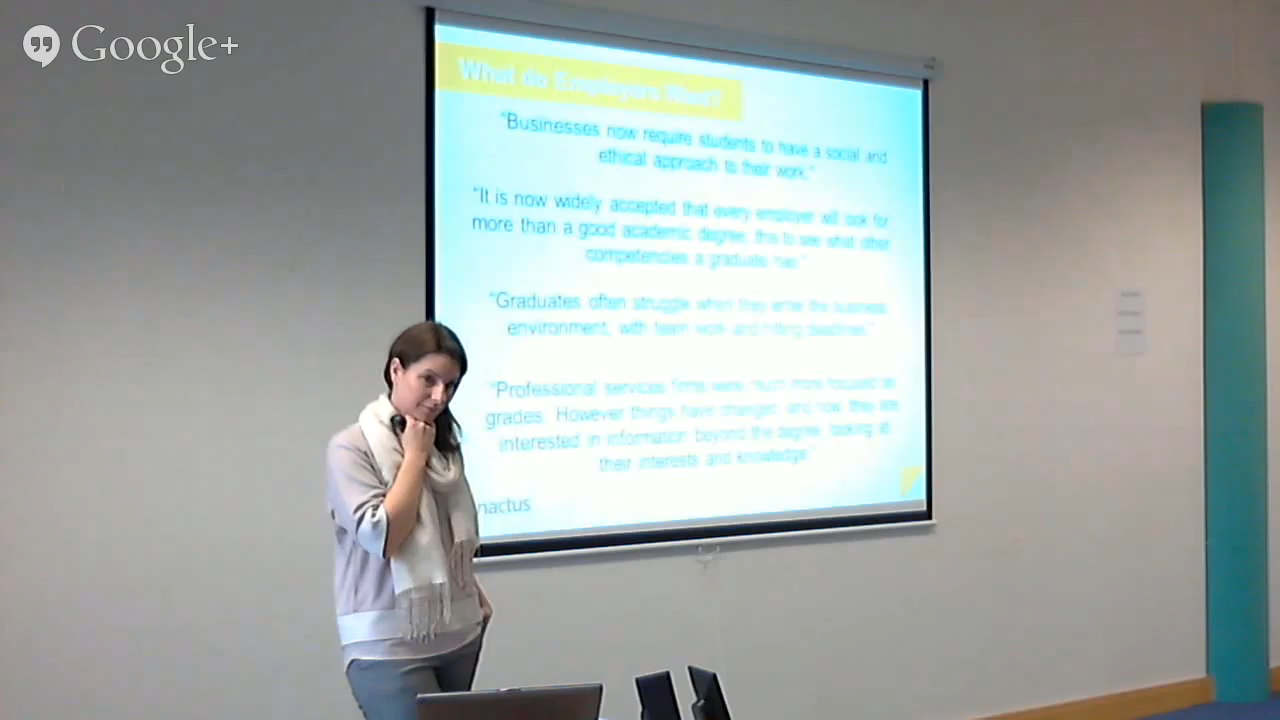 Google+
What do Employers Want?
"Businesses now require students to have a social and
ethical approach to their work."
"It is now widely accepted that every employer will look for
more than a good academic degree, this to see what other
competencies a graduate has."
"Graduates often struggle when they enter the business
environment, with team work and hitting deadlines."
"Professional services firms were much more focused as
grades. However things have changed, and now they are
interested in information beyond the degree, looking at
their interests and knowledge"
nactus